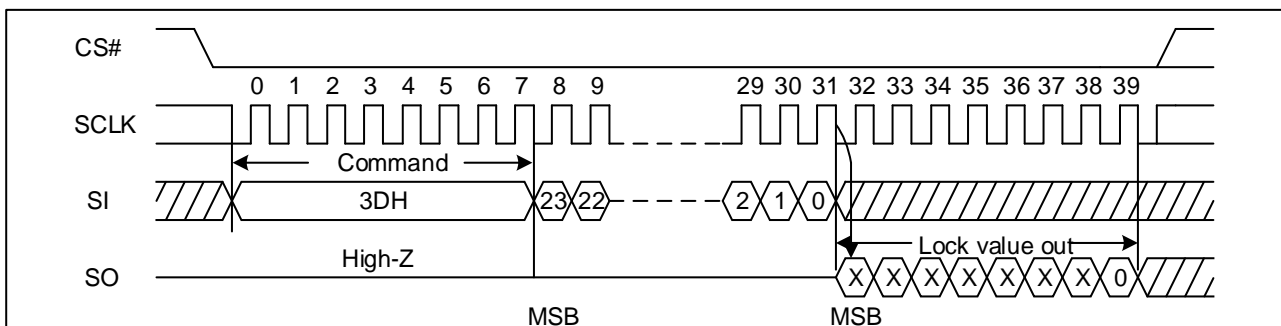 CS#
0 1 2 3 4 5 6 7 8 9 29 30 31 32 33 34 35 36 37 38 39
SCLK
Command
SI 3DH 23 22 2 1 0
High-Z Lock value out
SO X X X X X X X 0
MSB MSB